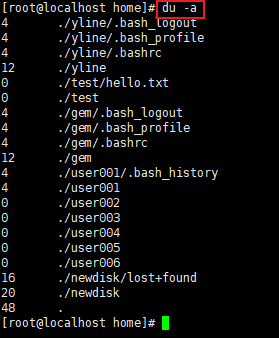 [root@localhost home]# du -a
4 ./yline/.bash_logout
4 ./yline/.bash_profile
4 ./yline/.bashrc
12 ./yline
0 ./test/hello.txt
0 ./test
4 ./gem/.bash_logout
4 ./gem/.bash_profile
4 ./gem/.bashrc
12 ./gem
4 ./user001/.bash_history
4 ./user001
0 ./user002
0 ./user003
0 ./user004
0 ./user005
0 ./user006
16 ./newdisk/lost+found
20 ./newdisk
48 .
[root@localhost home]#